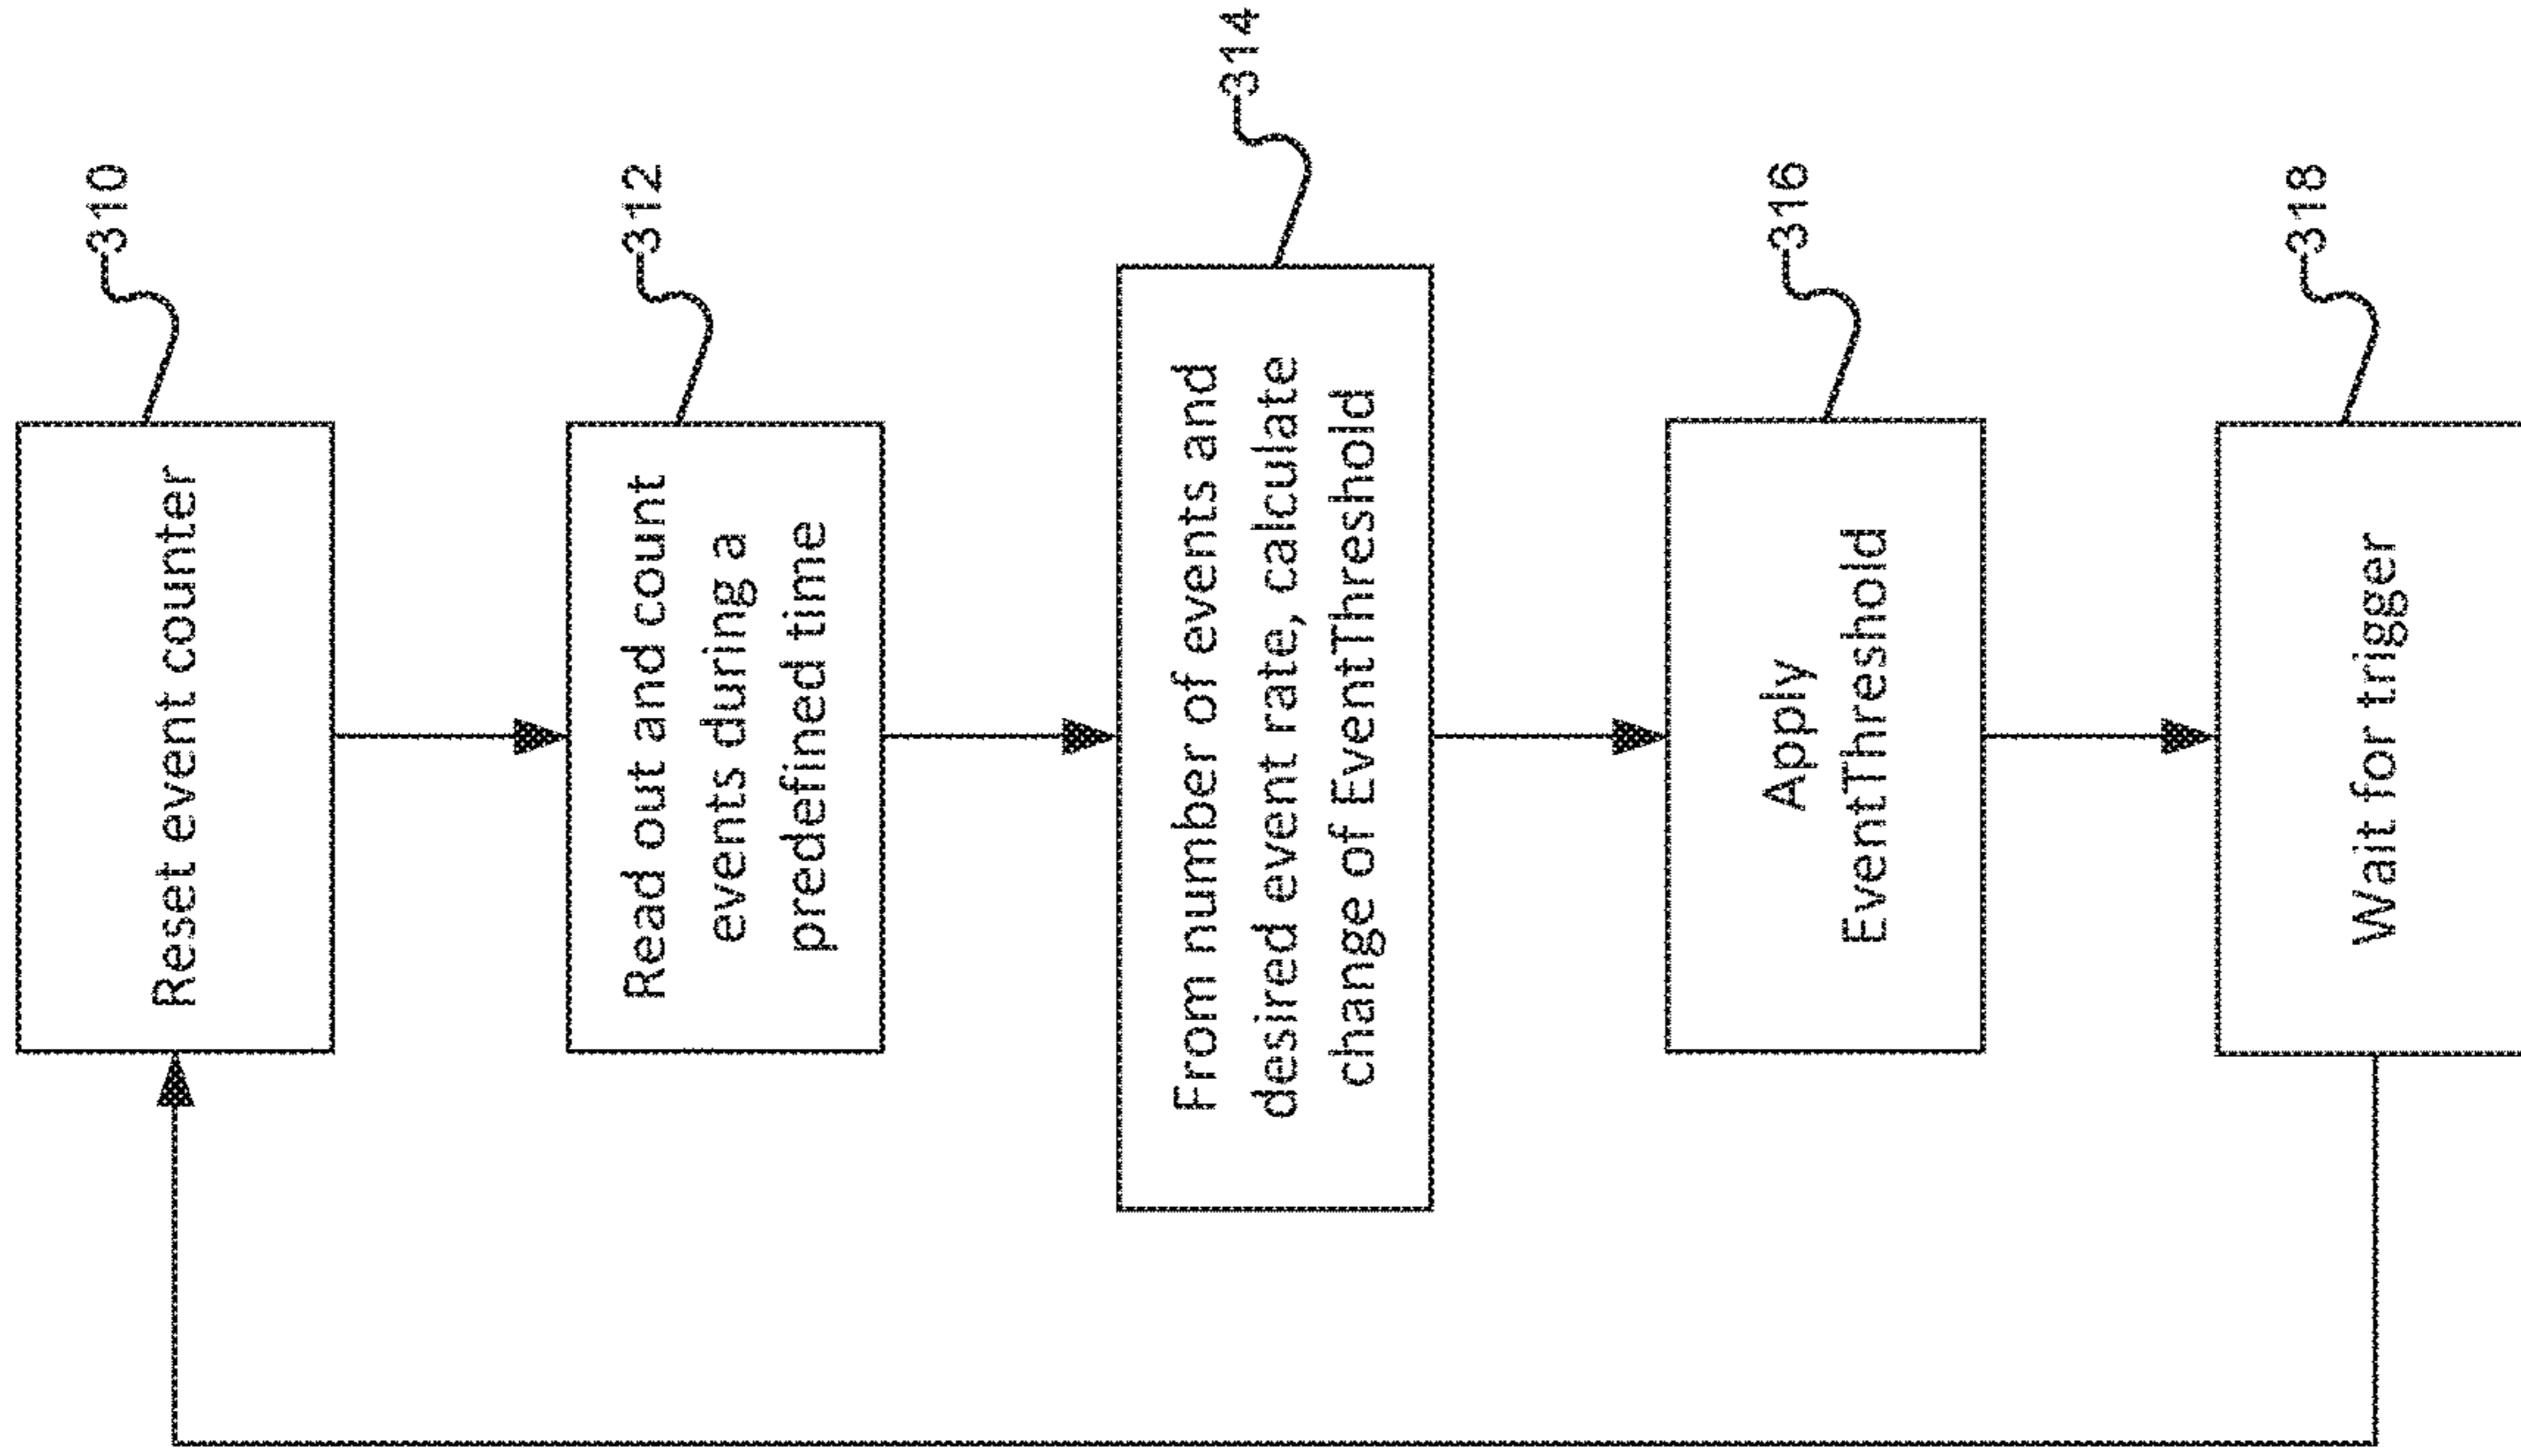 Reset event counter
310
Read out and count
events during a
predefined time
312
From number of events and
desired event rate, calculate
change of EventThreshold
314
Apply
EventThreshold
316
Wait for trigger
318